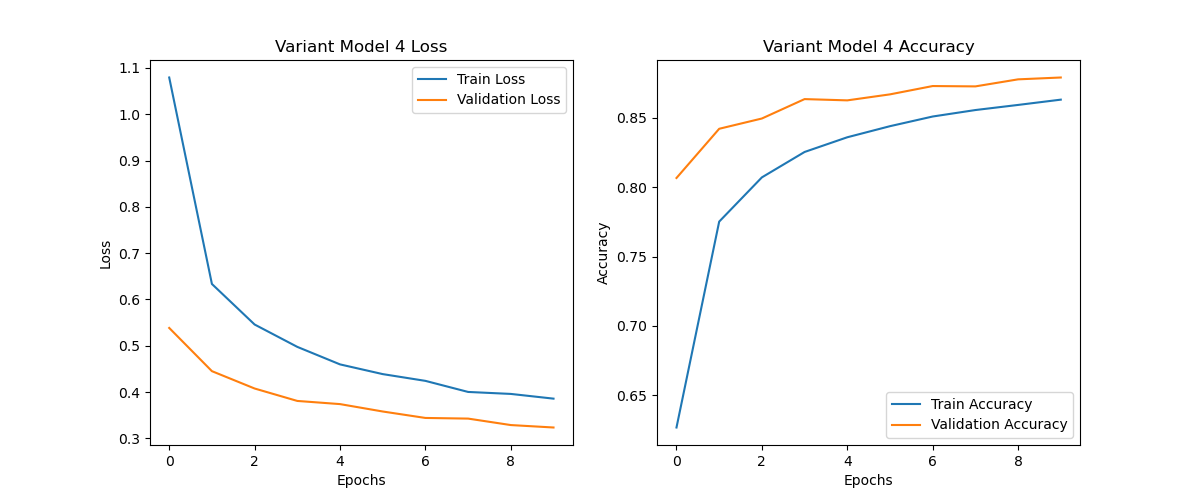 Variant Model 4 Loss
1.1
1.0
0.9
0.8
0.7
0.6
0.5
0.4
0.3
Loss
0 2 4 6 8
Epochs
Train Loss
Validation Loss
Variant Model 4 Accuracy
0.85
0.80
0.75
0.70
0.65
Accuracy
0 2 4 6 8
Epochs
Train Accuracy
Validation Accuracy